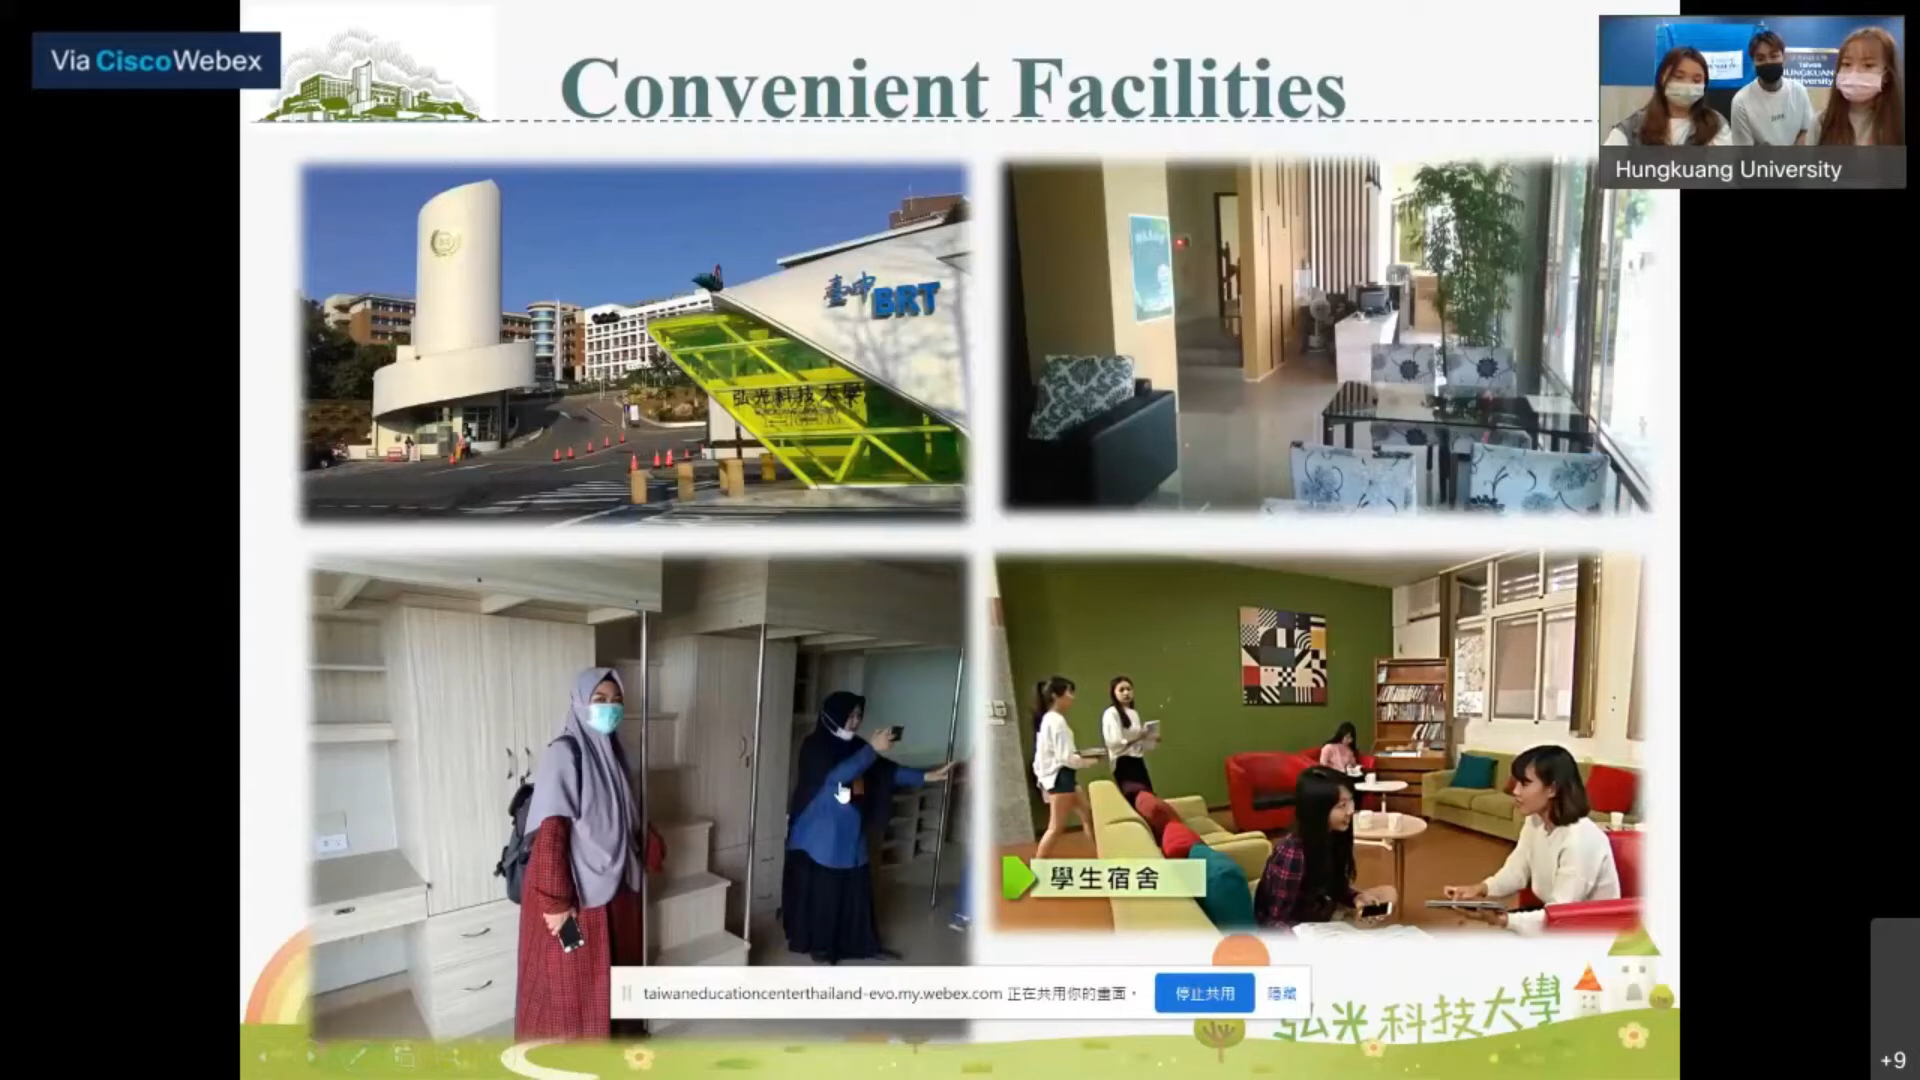 Via Cisco Webex
Convenient Facilities
Hungkuang University
臺中BRT
弘光科技大學
學生宿舍
taiwaneducationcenterthailand-evo.my.webex.com 正在共用你的畫面。
停止共用
隱藏
弘光科技大學
+9